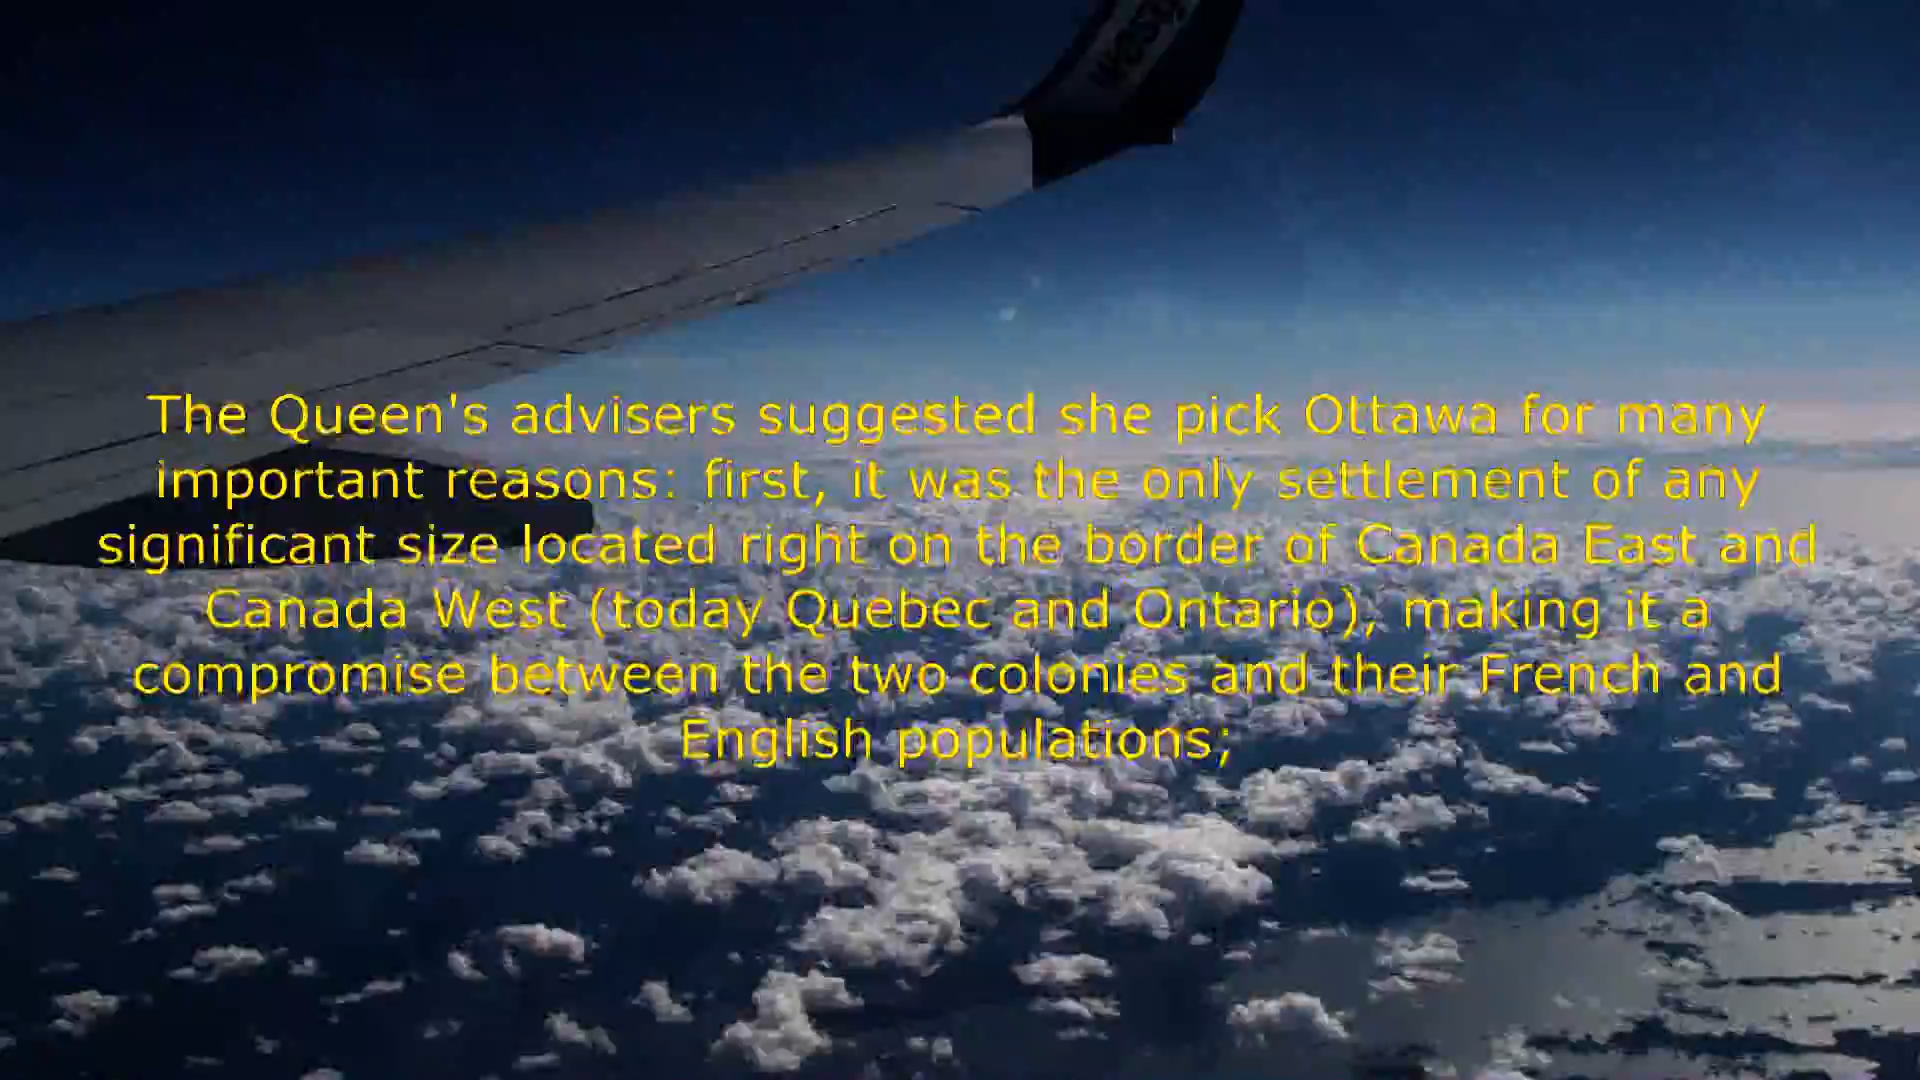 The Queen's advisers suggested she pick Ottawa for many
important reasons: first, it was the only settlement of any
significant size located right on the border of Canada East and
Canada West (today Quebec and Ontario), making it a
compromise between the two colonies and their French and
English populations;